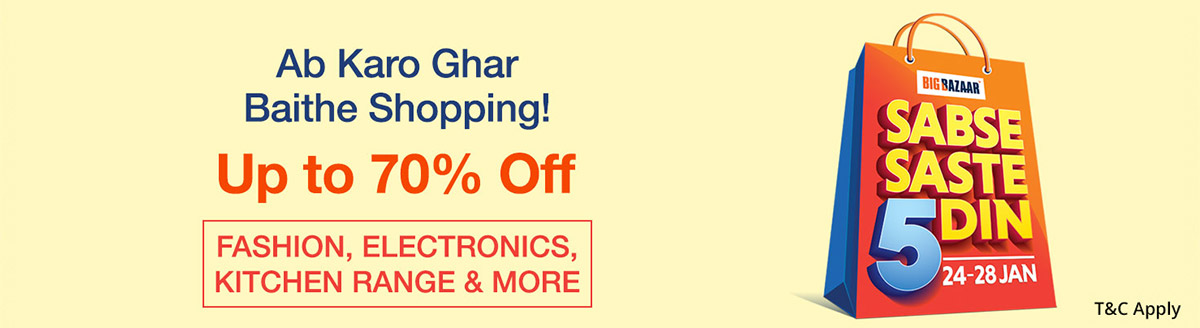 Ab Karo Ghar
Baithe Shopping!
Up to 70% Off
FASHION, ELECTRONICS,
KITCHEN RANGE & MORE
BIG BAZAAR
SABSE
SASTE
5 DIN
24-28 JAN
T&C Apply